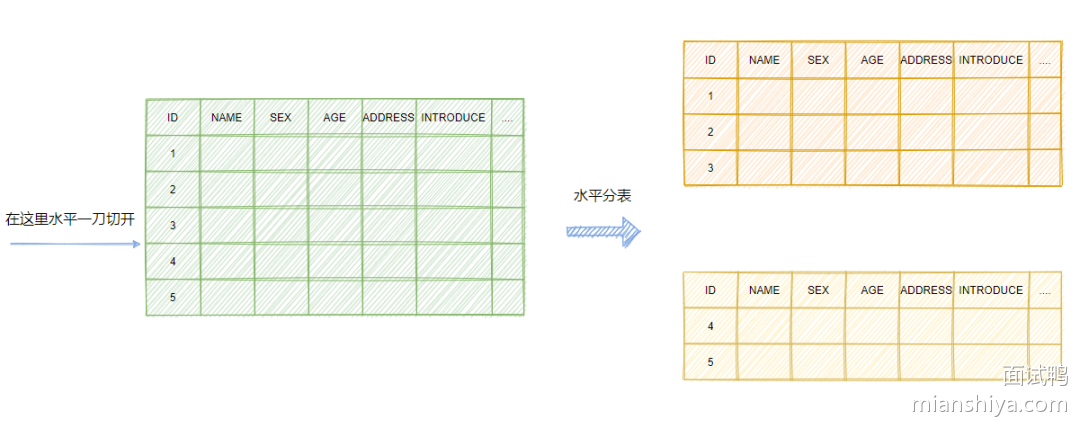 在这里水平一刀切开
ID NAME SEX AGE ADDRESS INTRODUCE ....
1
2
3
4
5
水平分表
ID NAME SEX AGE ADDRESS INTRODUCE ....
1
2
3
ID NAME SEX AGE ADDRESS INTRODUCE ....
4
5
面试鸭
mianshiya.com